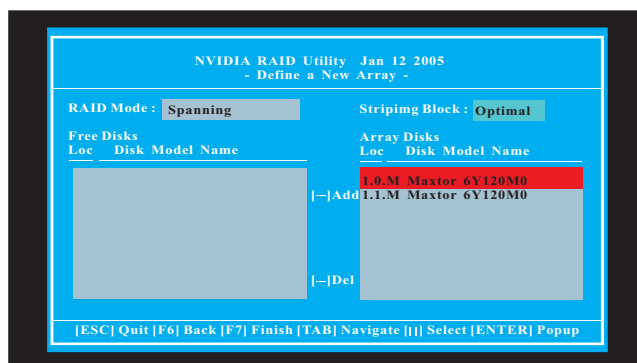 NVIDIA RAID Utility Jan 12 2005
- Define a New Array -
RAID Mode : Spanning
Stripimg Block : Optimal
Free Disks
Loc Disk Model Name
Array Disks
Loc Disk Model Name
1.0.M Maxtor 6Y120M0
[—]Add
1.1.M Maxtor 6Y120M0
[—]Del
[ESC] Quit [F6] Back [F7] Finish [TAB] Navigate [||] Select [ENTER] Popup